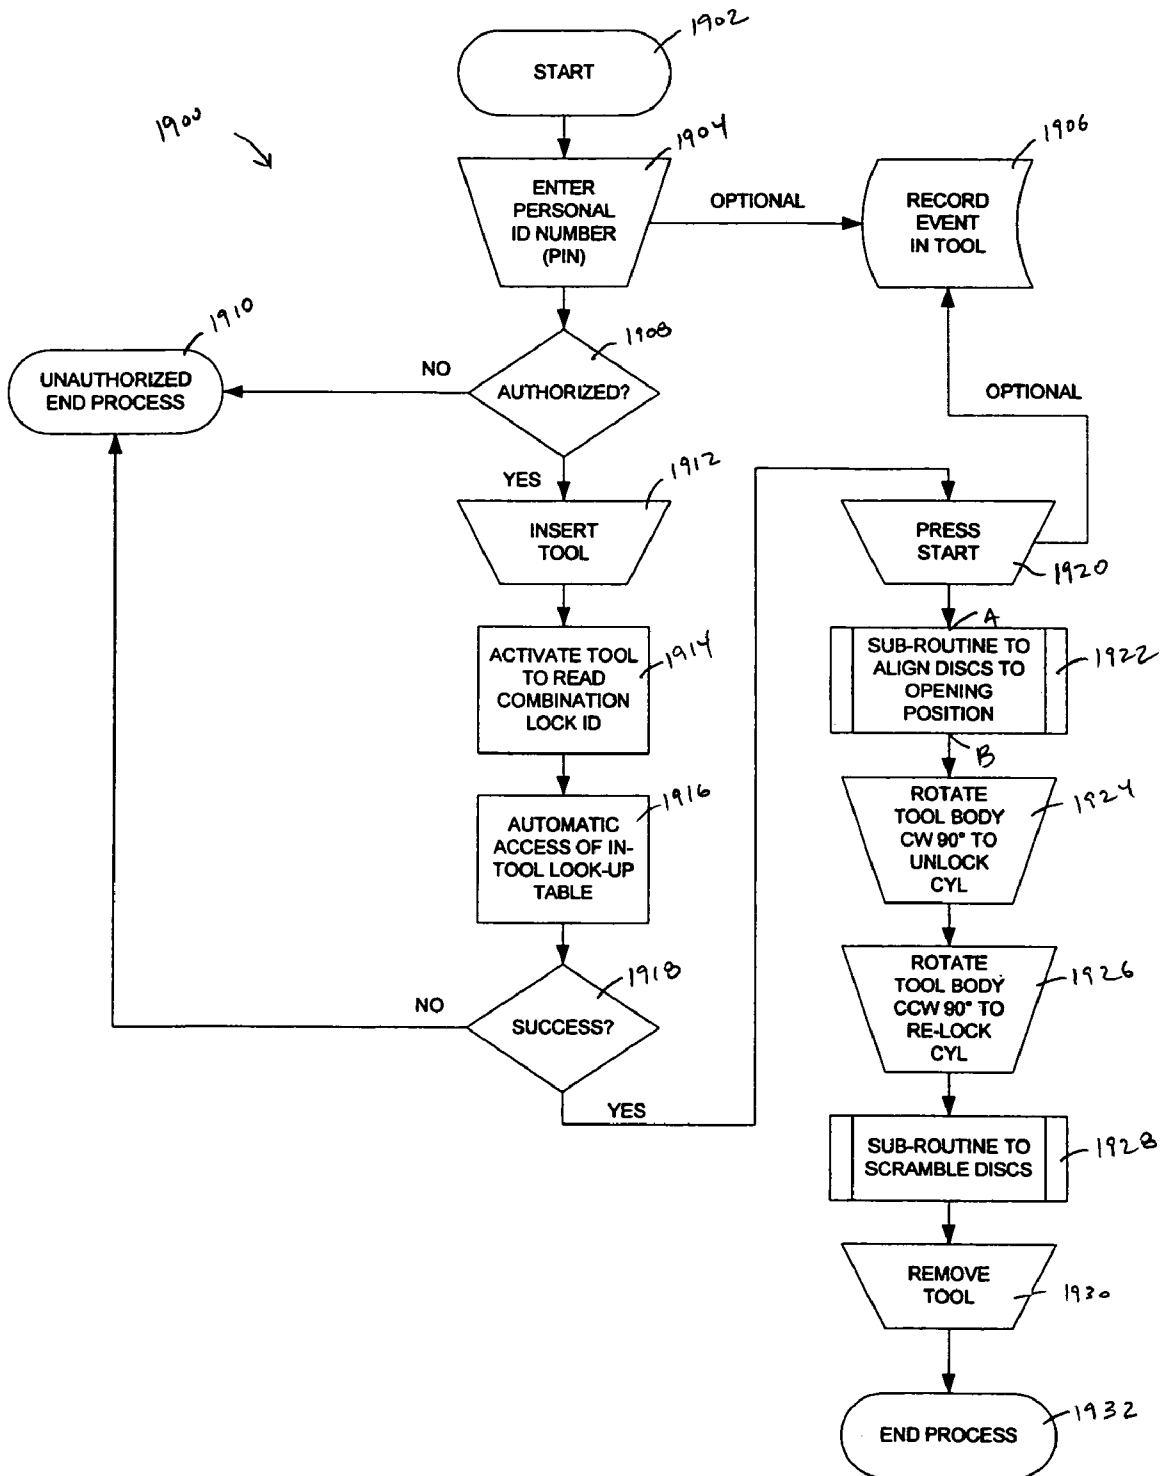 1902
START
1900
1904
ENTER
PERSONAL
ID NUMBER
(PIN)
OPTIONAL
1906
RECORD
EVENT
IN TOOL
1910
UNAUTHORIZED
END PROCESS
NO
1908
AUTHORIZED?
OPTIONAL
YES
1912
INSERT
TOOL
1914
ACTIVATE TOOL
TO READ
COMBINATION
LOCK ID
1916
AUTOMATIC
ACCESS OF IN-
TOOL LOOK-UP
TABLE
1918
NO
SUCCESS?
YES
PRESS
START
1920
A
SUB-ROUTINE TO
ALIGN DISCS TO
OPENING
POSITION
1922
B
ROTATE
TOOL BODY
CW 90° TO
UNLOCK
CYL
1924
ROTATE
TOOL BODY
CCW 90° TO
RE-LOCK
CYL
1926
SUB-ROUTINE TO
SCRAMBLE DISCS
1928
REMOVE
TOOL
1930
END PROCESS
1932